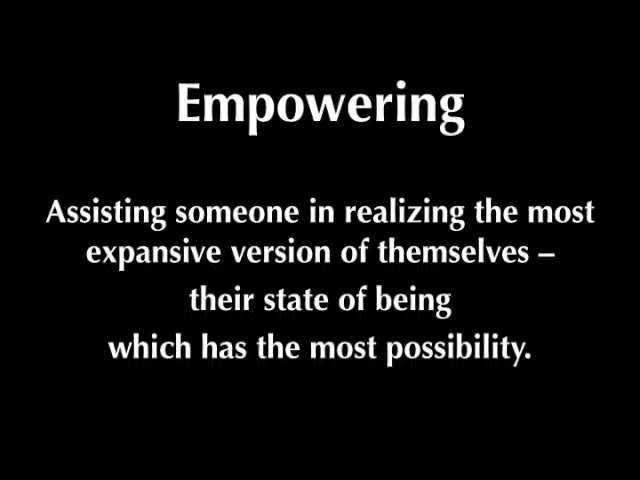 Empowering
Assisting someone in realizing the most
expansive version of themselves –
their state of being
which has the most possibility.